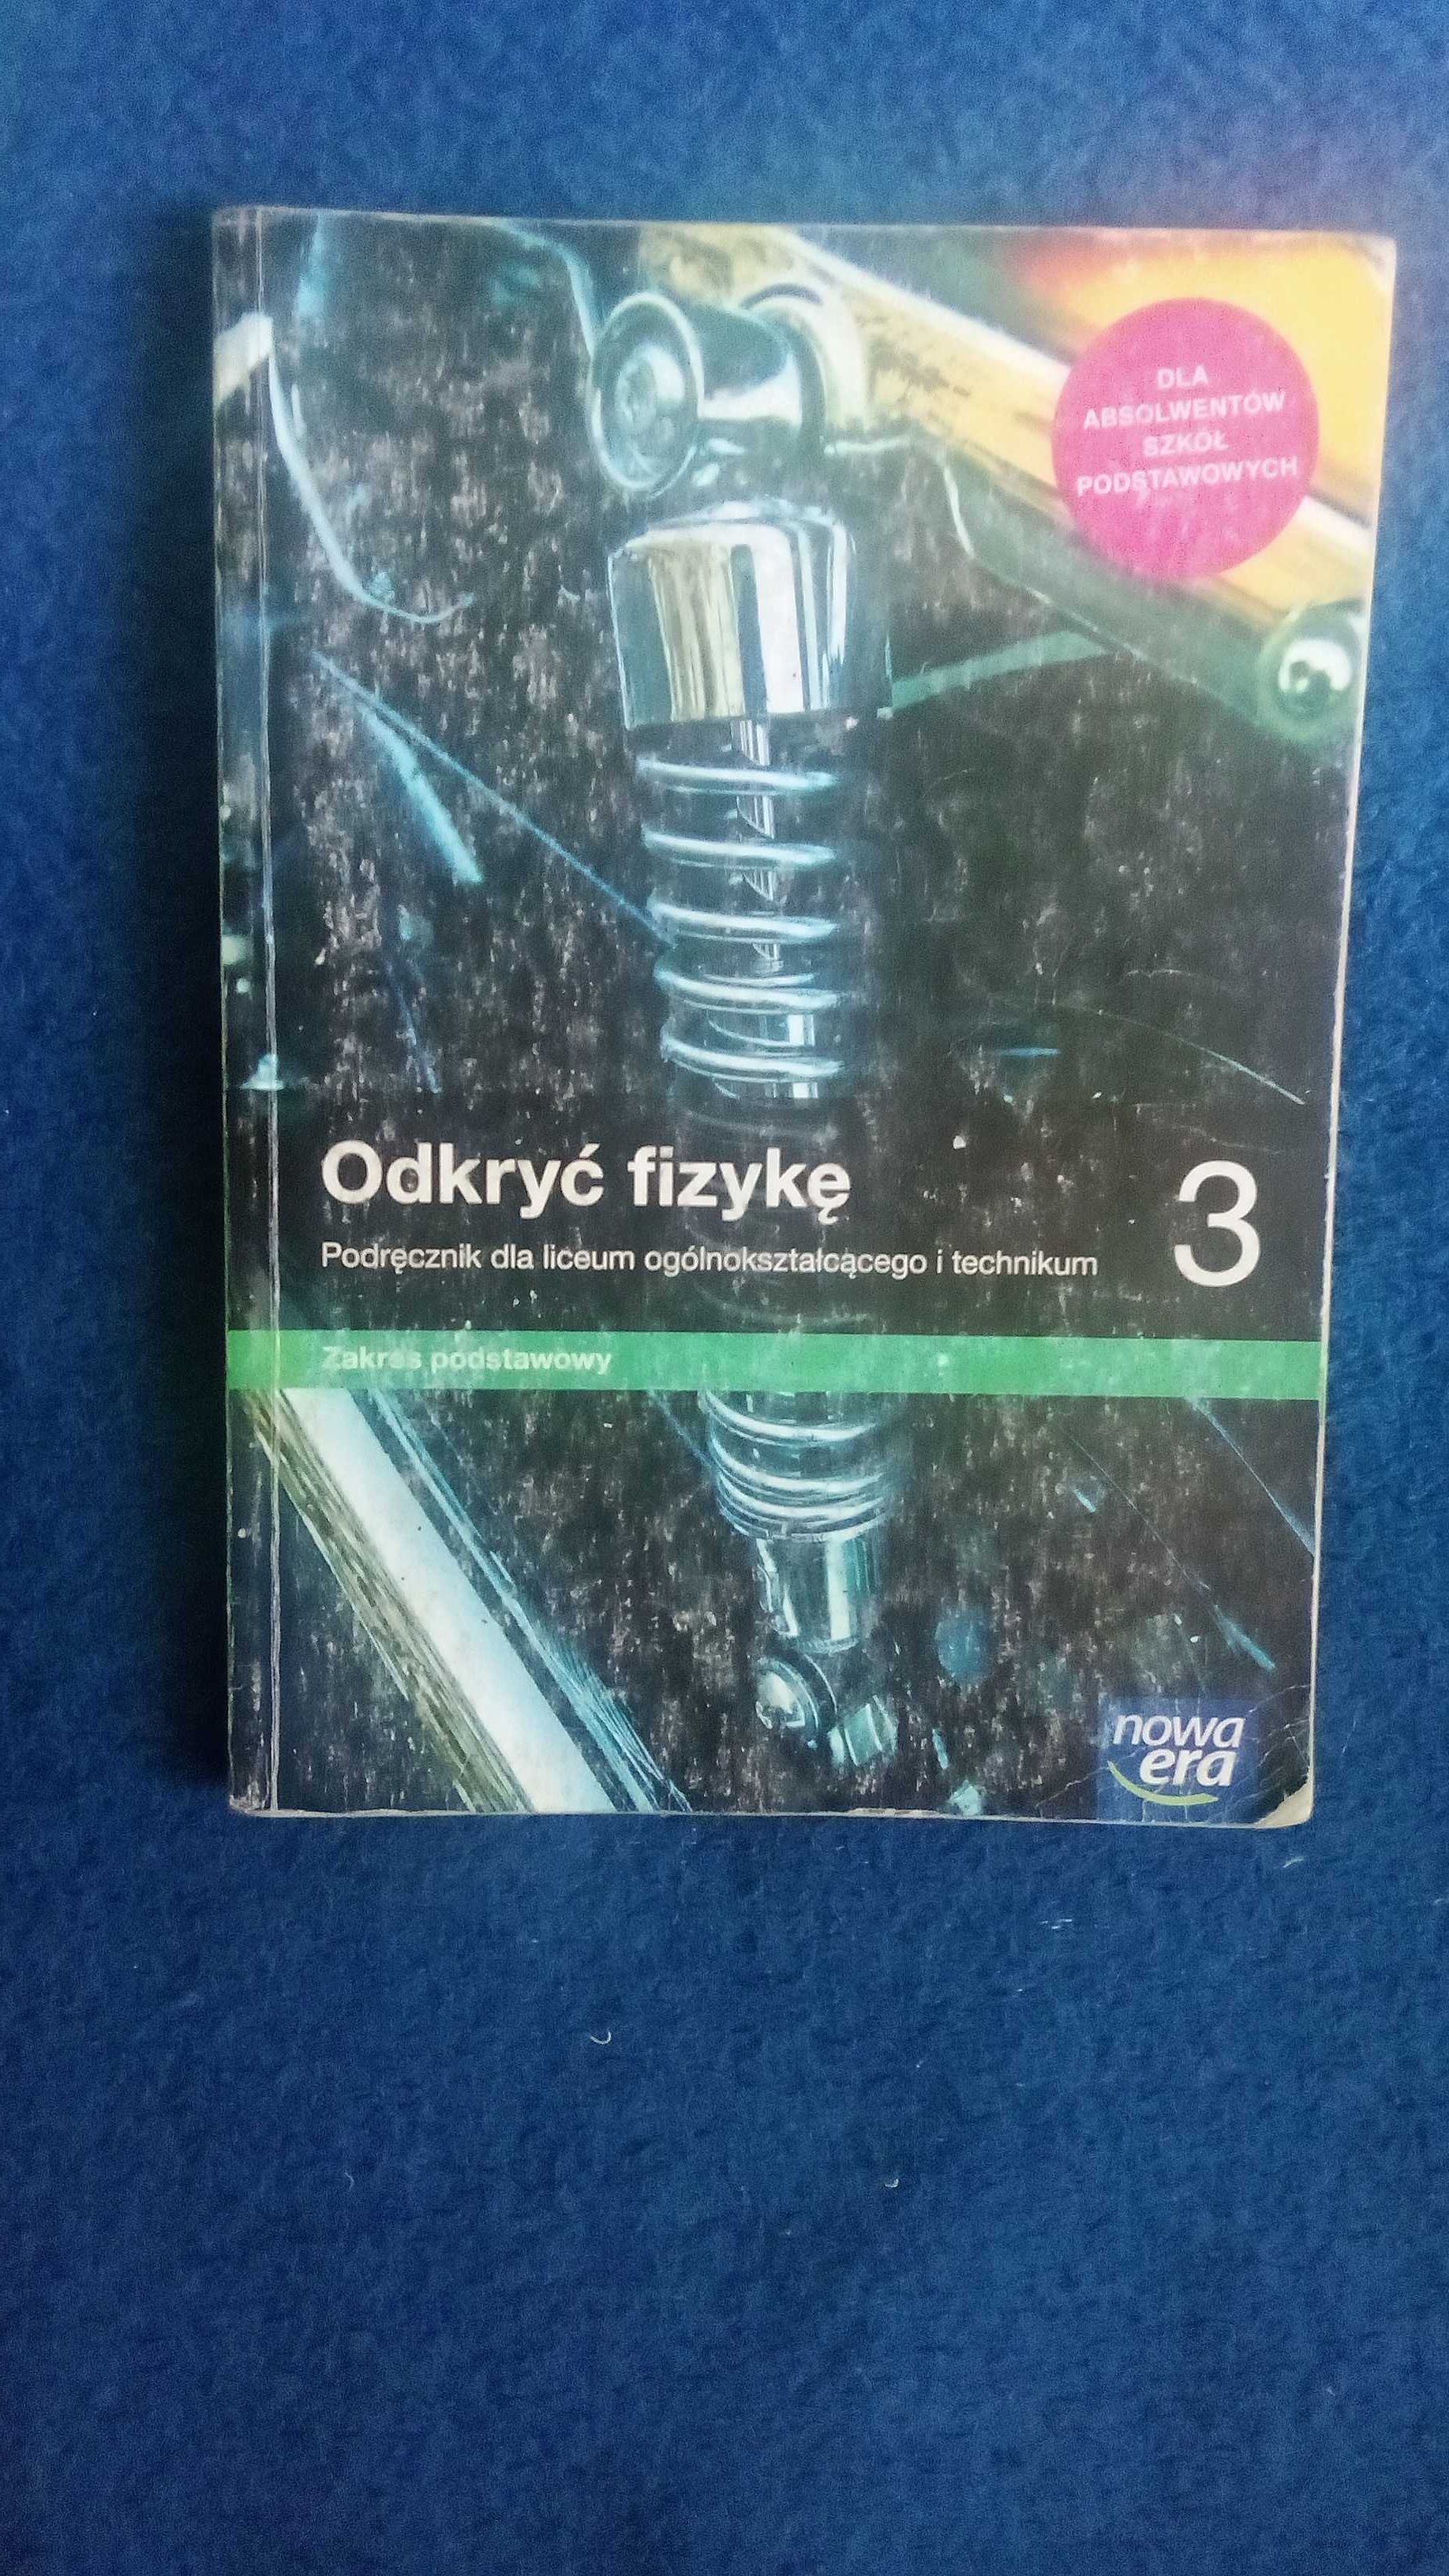 DLA
ABSOLWENTÓW
SZKÓŁ
PODSTAWOWYCH
Odkryć fizykę
3
Podręcznik dla liceum ogólnokształcącego i technikum
Zakres podstawowy
nowa
era